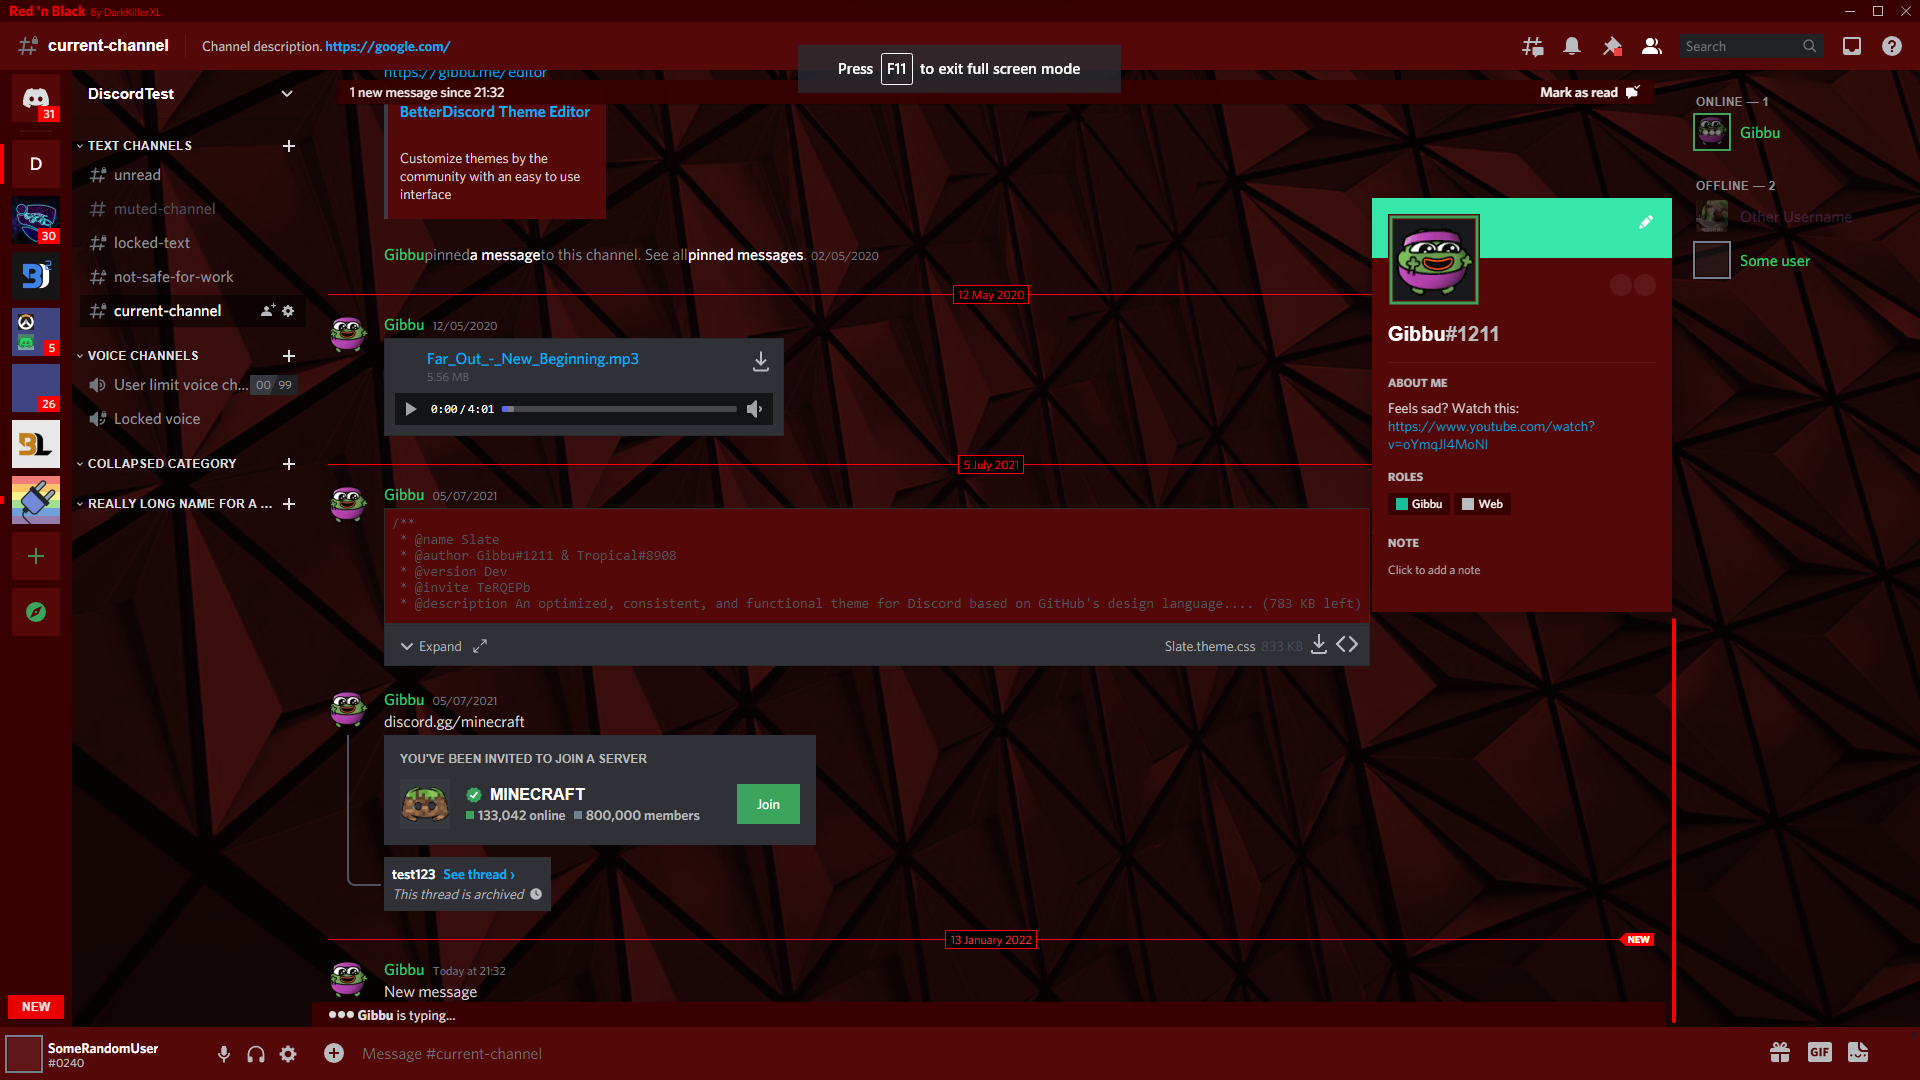 Red 'n Black By DarkKillerXL
current-channel
Channel description. https://google.com/
Press F11 to exit full screen mode
Search
31
D
30
5
26
NEW
DiscordTest
TEXT CHANNELS
unread
muted-channel
locked-text
not-safe-for-work
current-channel
VOICE CHANNELS
User limit voice ch... 00 99
Locked voice
COLLAPSED CATEGORY
REALLY LONG NAME FOR A ...
https://gibbu.me/editor
1 new message since 21:32
Mark as read
BetterDiscord Theme Editor
Customize themes by the
community with an easy to use
interface
Gibbupinneda messageto this channel. See allpinned messages. 02/05/2020
12 May 2020
Gibbu 12/05/2020
Far_Out_-_New_Beginning.mp3
5.56 MB
0:00/4:01
5 July 2021
Gibbu 05/07/2021
/**
* @name Slate
* @author Gibbu#1211 & Tropical#8908
* @version Dev
* @invite TeRQEPb
* @description An optimized, consistent, and functional theme for Discord based on GitHub's design language.... (783 KB left)
Expand
Slate.theme.css 833 KB
Gibbu 05/07/2021
discord.gg/minecraft
YOU'VE BEEN INVITED TO JOIN A SERVER
MINECRAFT
133,042 online 800,000 members
Join
test123 See thread ›
This thread is archived
13 January 2022
NEW
Gibbu Today at 21:32
New message
Gibbu is typing...
ONLINE — 1
Gibbu
OFFLINE — 2
Other Username
Some user
Gibbu#1211
ABOUT ME
Feels sad? Watch this:
https://www.youtube.com/watch?
v=oYmqJl4MoNI
ROLES
Gibbu Web
NOTE
Click to add a note
SomeRandomUser
#0240
Message #current-channel
GIF